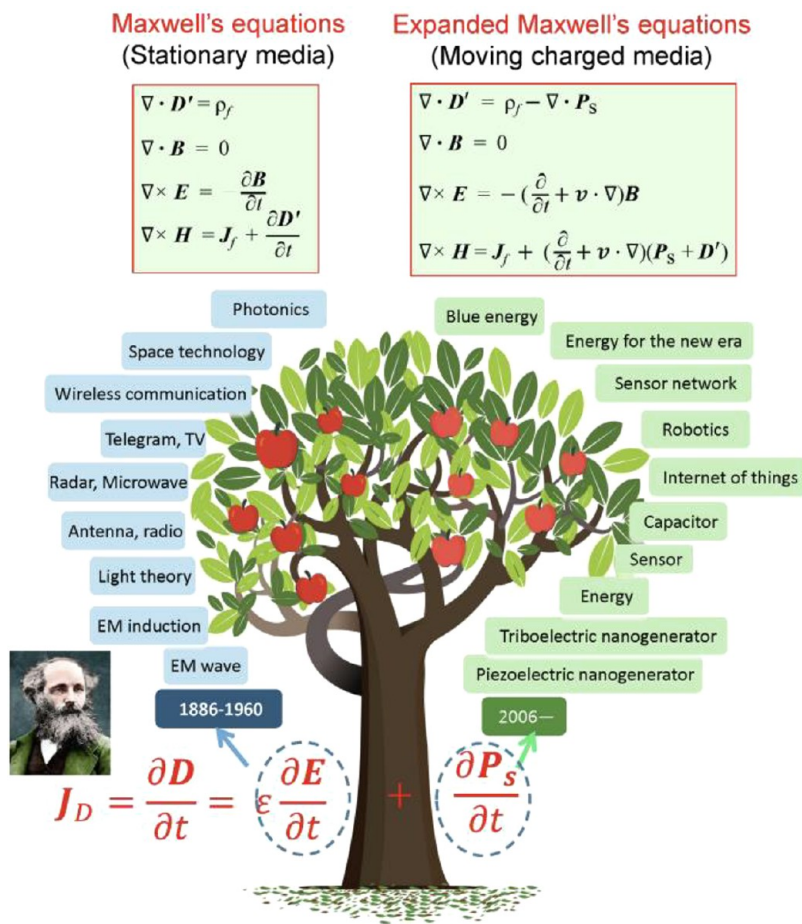 Maxwell's equations
(Stationary media)
∇ · D′ = ρ_f
∇ · B = 0
∇ × E = - ∂B/∂t
∇ × H = J_f + ∂D′/∂t
Expanded Maxwell's equations
(Moving charged media)
∇ · D′ = ρ_f − ∇ · P_S
∇ · B = 0
∇ × E = −(∂/∂t + v · ∇)B
∇ × H = J_f + (∂/∂t + v · ∇)(P_S + D′)
Photonics
Space technology
Wireless communication
Telegram, TV
Radar, Microwave
Antenna, radio
Light theory
EM induction
EM wave
1886-1960
Blue energy
Energy for the new era
Sensor network
Robotics
Internet of things
Capacitor
Sensor
Energy
Triboelectric nanogenerator
Piezoelectric nanogenerator
2006—
J_D = ∂D/∂t = ε ∂E/∂t + ∂P_s/∂t